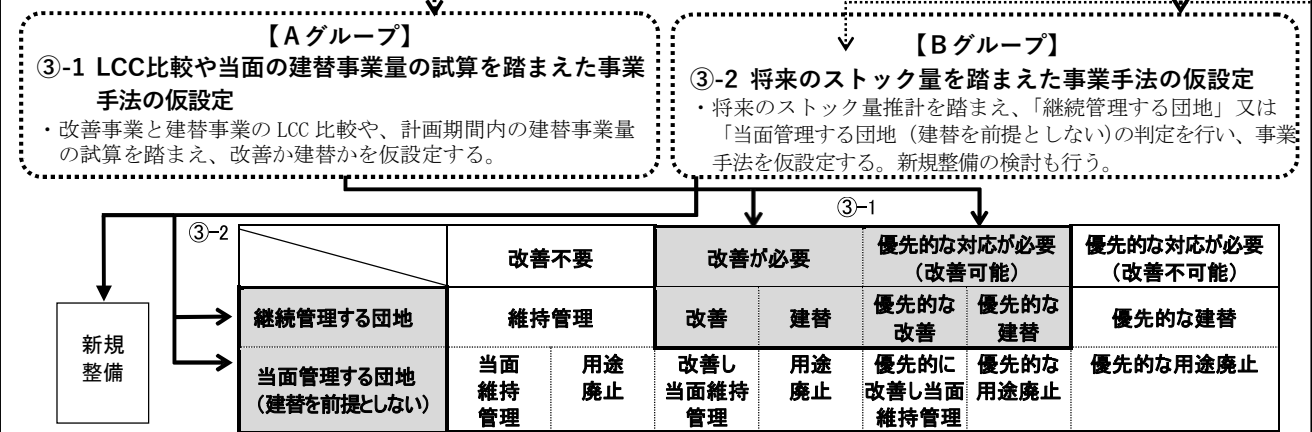 【Aグループ】
③-1 LCC比較や当面の建替事業量の試算を踏まえた事業
手法の仮設定
・改善事業と建替事業の LCC 比較や、計画期間内の建替事業量
の試算を踏まえ、改善か建替かを仮設定する。
【Bグループ】
③-2 将来のストック量を踏まえた事業手法の仮設定
・将来のストック量推計を踏まえ、「継続管理する団地」又は
「当面管理する団地（建替を前提としない）の判定を行い、事業
手法を仮設定する。新規整備の検討も行う。
③-1
③-2
新規
整備
改善不要
改善が必要
優先的な対応が必要
（改善可能）
優先的な対応が必要
（改善不可能）
継続管理する団地
維持管理
改善
建替
優先的な
改善
優先的な
建替
優先的な建替
当面管理する団地
（建替を前提としない）
当面
維持
管理
用途
廃止
改善し
当面維持
管理
用途
廃止
優先的に
改善し当面
維持管理
優先的な
用途廃止
優先的な用途廃止